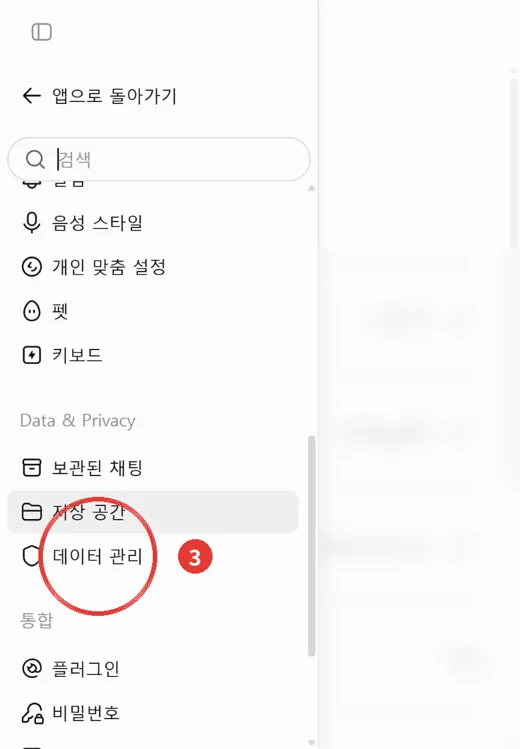 앱으로 돌아가기
검색
알림
음성 스타일
개인 맞춤 설정
펫
키보드
Data & Privacy
보관된 채팅
저장 공간
데이터 관리
3
통합
플러그인
비밀번호